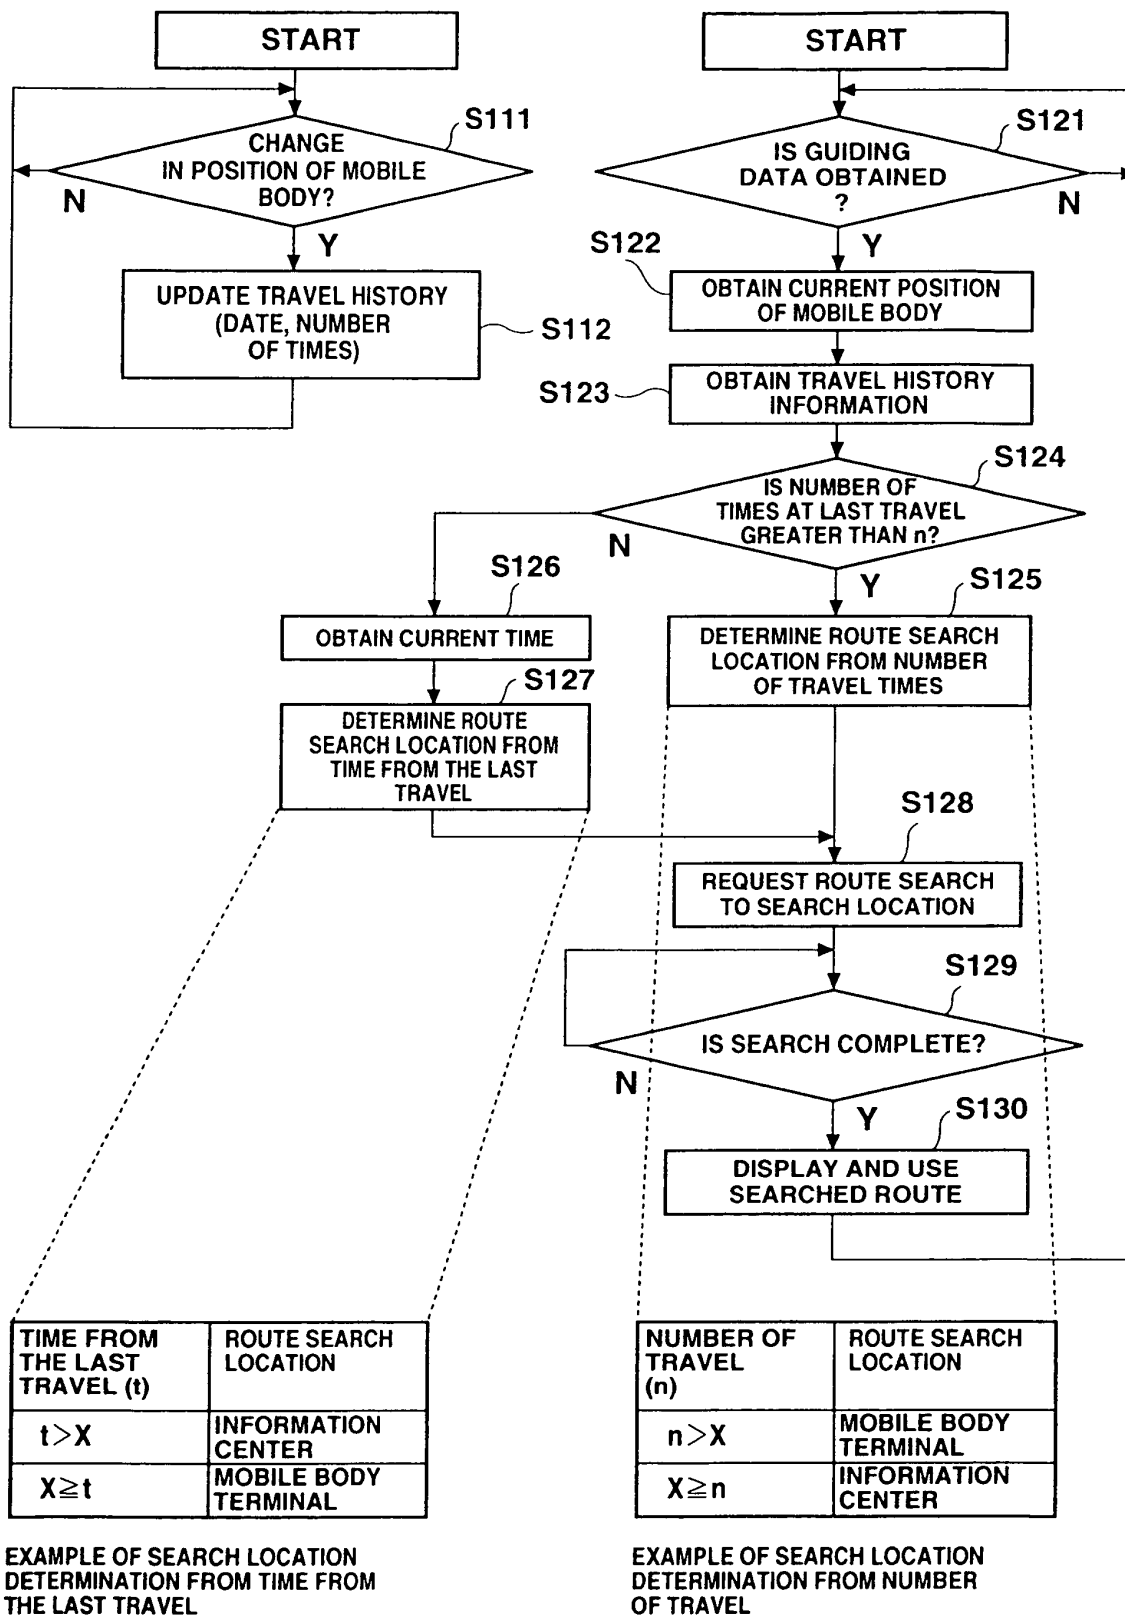 START
S111
CHANGE
IN POSITION OF MOBILE
BODY?
N
Y
UPDATE TRAVEL HISTORY
(DATE, NUMBER
OF TIMES)
S112
START
S121
IS GUIDING
DATA OBTAINED
?
N
Y
S122
OBTAIN CURRENT POSITION
OF MOBILE BODY
S123
OBTAIN TRAVEL HISTORY
INFORMATION
S124
IS NUMBER OF
TIMES AT LAST TRAVEL
GREATER THAN n?
N
Y
S126
OBTAIN CURRENT TIME
S127
DETERMINE ROUTE
SEARCH LOCATION FROM
TIME FROM THE LAST
TRAVEL
S125
DETERMINE ROUTE SEARCH
LOCATION FROM NUMBER
OF TRAVEL TIMES
S128
REQUEST ROUTE SEARCH
TO SEARCH LOCATION
S129
IS SEARCH COMPLETE?
N
Y
S130
DISPLAY AND USE
SEARCHED ROUTE
TIME FROM
THE LAST
TRAVEL (t)
ROUTE SEARCH
LOCATION
t>X
INFORMATION
CENTER
X≧t
MOBILE BODY
TERMINAL
EXAMPLE OF SEARCH LOCATION
DETERMINATION FROM TIME FROM
THE LAST TRAVEL
NUMBER OF
TRAVEL
(n)
ROUTE SEARCH
LOCATION
n>X
MOBILE BODY
TERMINAL
X≧n
INFORMATION
CENTER
EXAMPLE OF SEARCH LOCATION
DETERMINATION FROM NUMBER
OF TRAVEL